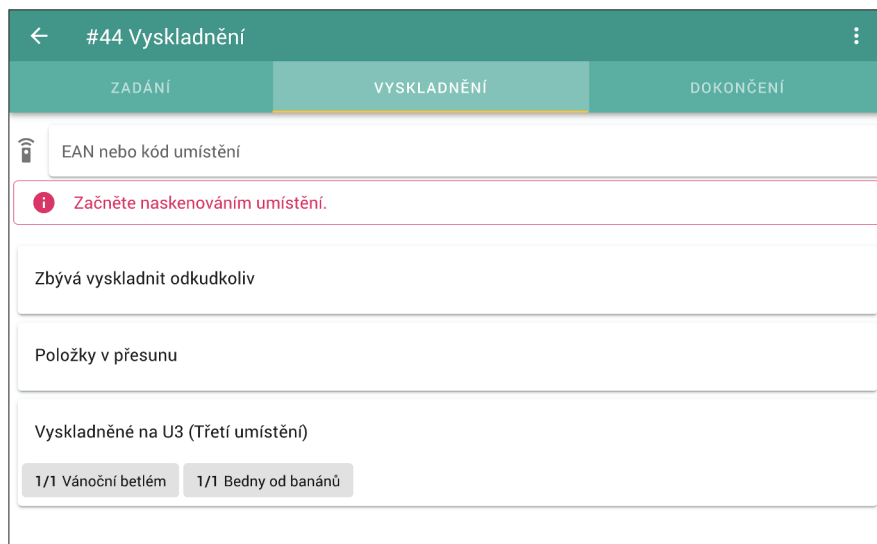 #44 Vyskladnění
ZADÁNÍ VYSKLADNĚNÍ DOKONČENÍ
EAN nebo kód umístění
Začněte naskenováním umístění.
Zbývá vyskladnit odkudkoliv
Položky v přesunu
Vyskladněné na U3 (Třetí umístění)
1/1 Vánoční betlém 1/1 Bedny od banánů